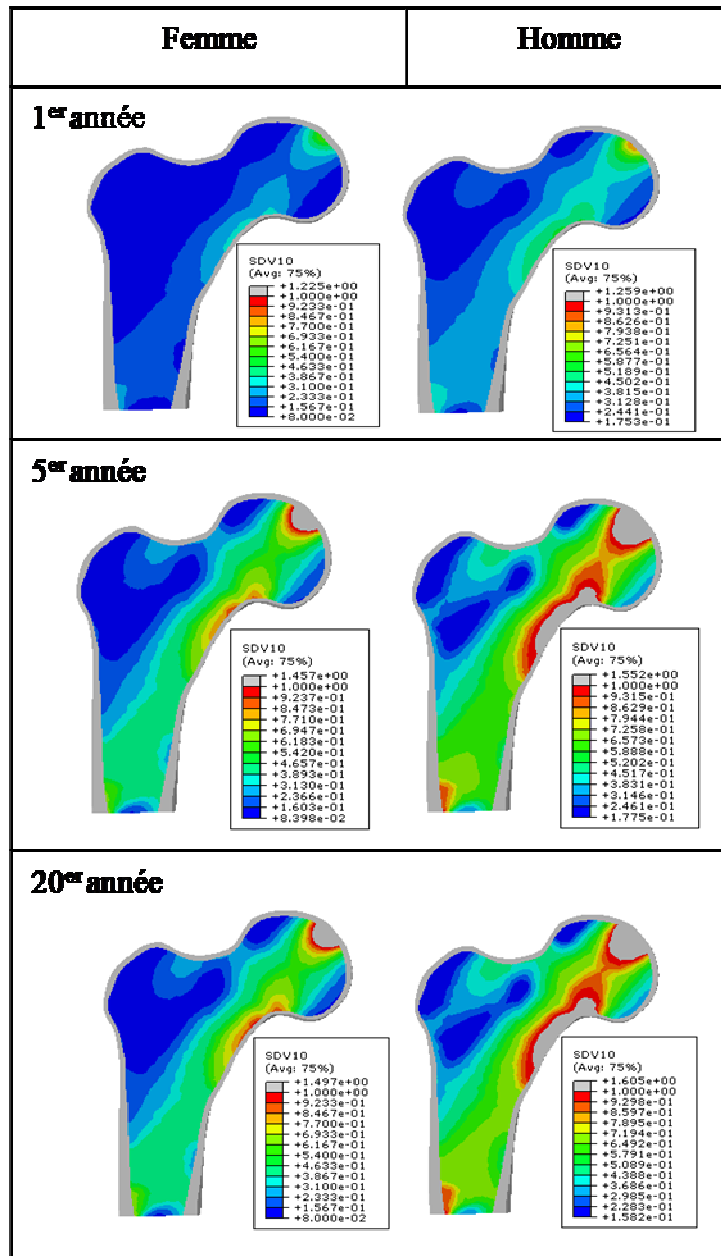 Femme
Homme
1er année
SDV10
(Avg: 75%)
+1.225e+00
+1.000e+00
+9.233e-01
+8.467e-01
+7.700e-01
+6.933e-01
+6.167e-01
+5.400e-01
+4.633e-01
+3.867e-01
+3.100e-01
+2.333e-01
+1.567e-01
+8.000e-02
SDV10
(Avg: 75%)
+1.259e+00
+1.000e+00
+9.313e-01
+8.626e-01
+7.938e-01
+7.251e-01
+6.564e-01
+5.877e-01
+5.189e-01
+4.502e-01
+3.815e-01
+3.128e-01
+2.441e-01
+1.753e-01
5er année
SDV10
(Avg: 75%)
+1.457e+00
+1.000e+00
+9.237e-01
+8.473e-01
+7.710e-01
+6.947e-01
+6.183e-01
+5.420e-01
+4.657e-01
+3.893e-01
+3.130e-01
+2.366e-01
+1.603e-01
+8.398e-02
SDV10
(Avg: 75%)
+1.552e+00
+1.000e+00
+9.315e-01
+8.629e-01
+7.944e-01
+7.258e-01
+6.573e-01
+5.888e-01
+5.202e-01
+4.517e-01
+3.831e-01
+3.146e-01
+2.461e-01
+1.775e-01
20er année
SDV10
(Avg: 75%)
+1.497e+00
+1.000e+00
+9.233e-01
+8.467e-01
+7.700e-01
+6.933e-01
+6.167e-01
+5.400e-01
+4.633e-01
+3.867e-01
+3.100e-01
+2.333e-01
+1.567e-01
+8.000e-02
SDV10
(Avg: 75%)
+1.605e+00
+1.000e+00
+9.298e-01
+8.597e-01
+7.895e-01
+7.194e-01
+6.492e-01
+5.791e-01
+5.089e-01
+4.388e-01
+3.686e-01
+2.985e-01
+2.283e-01
+1.582e-01